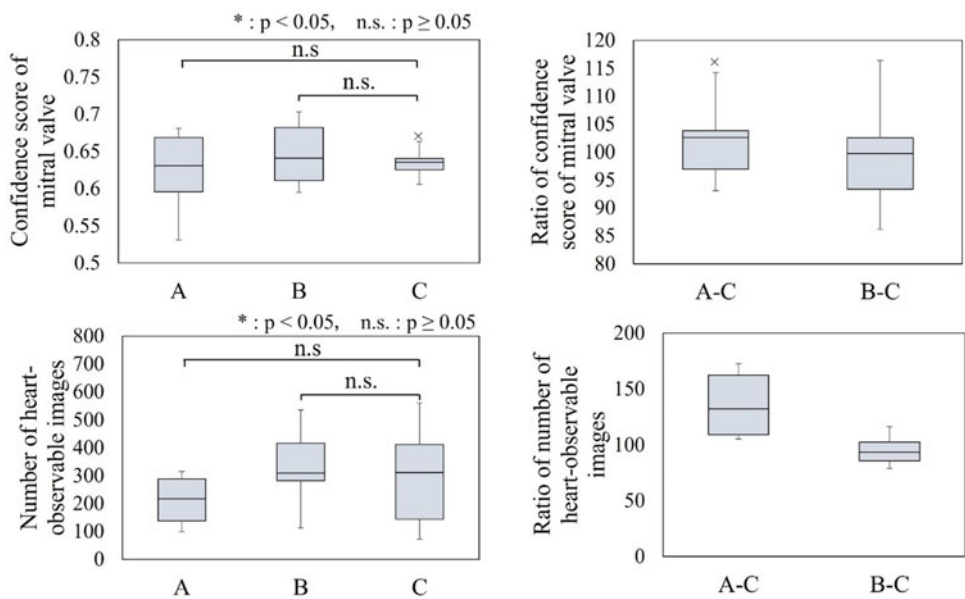 * : p < 0.05, n.s. : p ≥ 0.05
Confidence score of
mitral valve
0.8
0.75
0.7
0.65
0.6
0.55
0.5
n.s
n.s.
A B C
Ratio of confidence
score of mitral valve
120
115
110
105
100
95
90
85
80
A-C B-C
* : p < 0.05, n.s. : p ≥ 0.05
Number of heart-
observable images
800
700
600
500
400
300
200
100
0
n.s
n.s.
A B C
Ratio of number of
heart-observable
images
200
150
100
50
0
A-C B-C